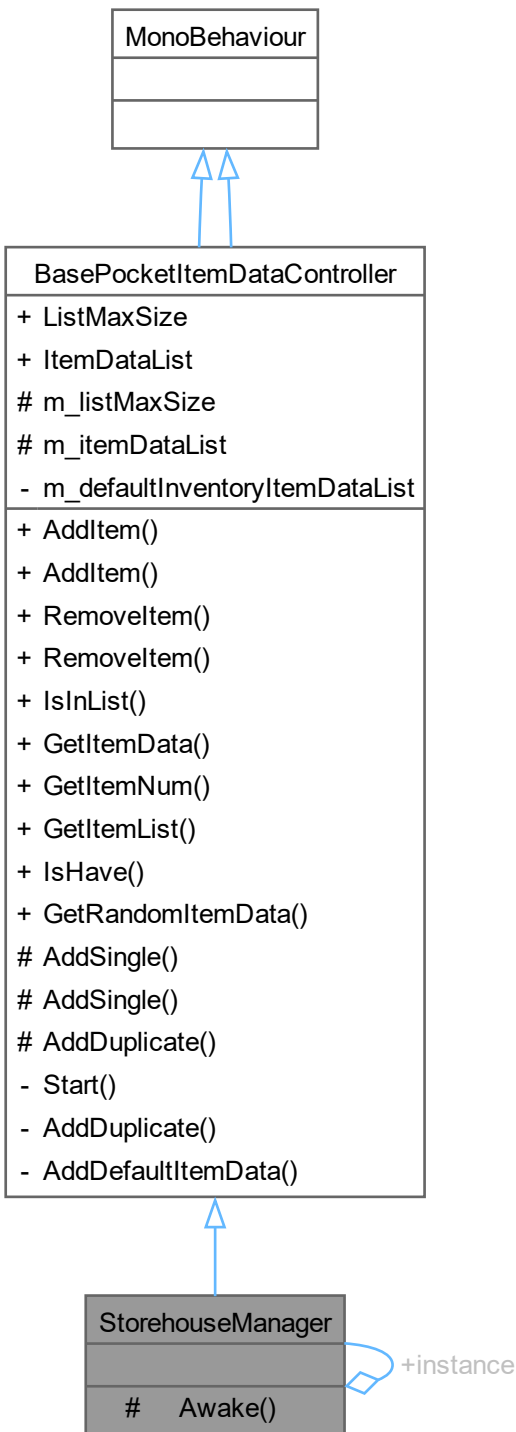 MonoBehaviour
BasePocketItemDataController
+ ListMaxSize
+ ItemDataList
# m_listMaxSize
# m_itemDataList
- m_defaultInventoryItemDataList
+ AddItem()
+ AddItem()
+ RemoveItem()
+ RemoveItem()
+ IsInList()
+ GetItemData()
+ GetItemNum()
+ GetItemList()
+ IsHave()
+ GetRandomItemData()
# AddSingle()
# AddSingle()
# AddDuplicate()
- Start()
- AddDuplicate()
- AddDefaultItemData()
StorehouseManager
+instance
# Awake()